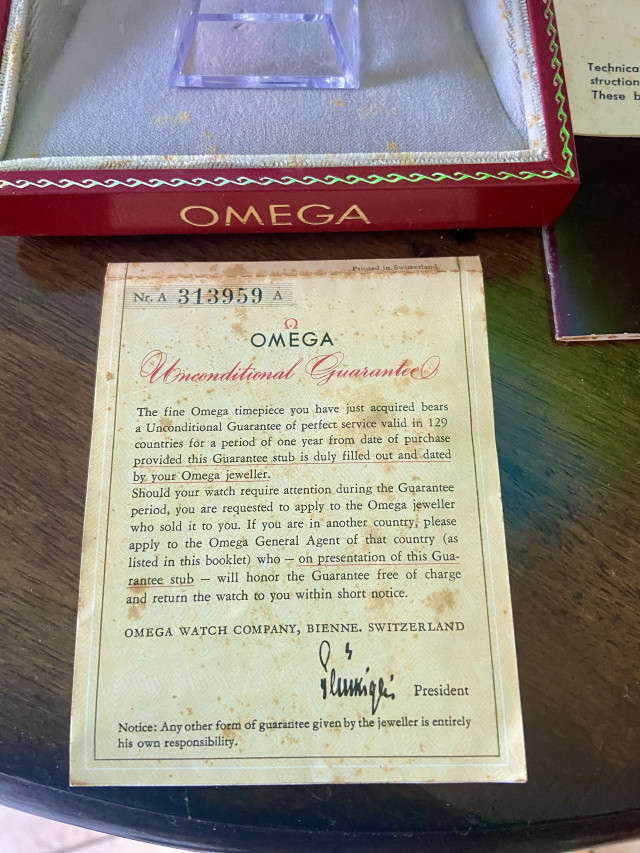 Technica
struction
These b
OMEGA
Printed in Switzerland
Nr. A 313959 A
Ω
OMEGA
Unconditional Guarantee
The fine Omega timepiece you have just acquired bears
a Unconditional Guarantee of perfect service valid in 129
countries for a period of one year from date of purchase
provided this Guarantee stub is duly filled out and dated
by your Omega jeweller.
Should your watch require attention during the Guarantee
period, you are requested to apply to the Omega jeweller
who sold it to you. If you are in another country, please
apply to the Omega General Agent of that country (as
listed in this booklet) who — on presentation of this Gua-
rantee stub — will honor the Guarantee free of charge
and return the watch to you within short notice.
OMEGA WATCH COMPANY, BIENNE. SWITZERLAND
President
Notice: Any other form of guarantee given by the jeweller is entirely
his own responsibility.